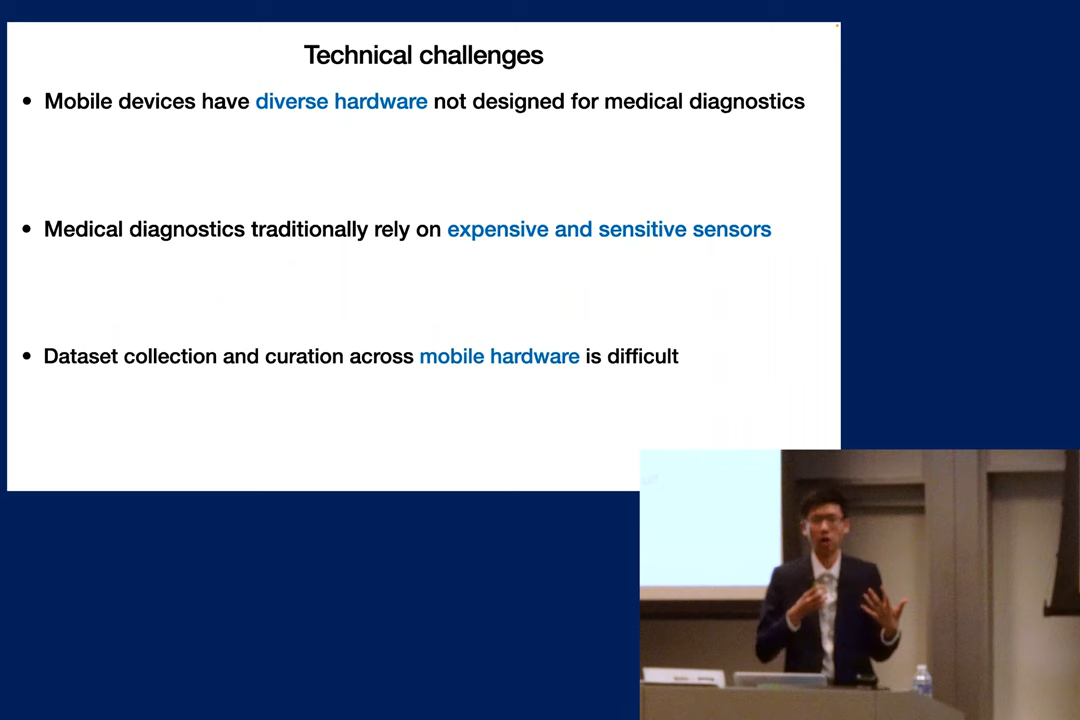 Technical challenges
• Mobile devices have diverse hardware not designed for medical diagnostics
• Medical diagnostics traditionally rely on expensive and sensitive sensors
• Dataset collection and curation across mobile hardware is difficult